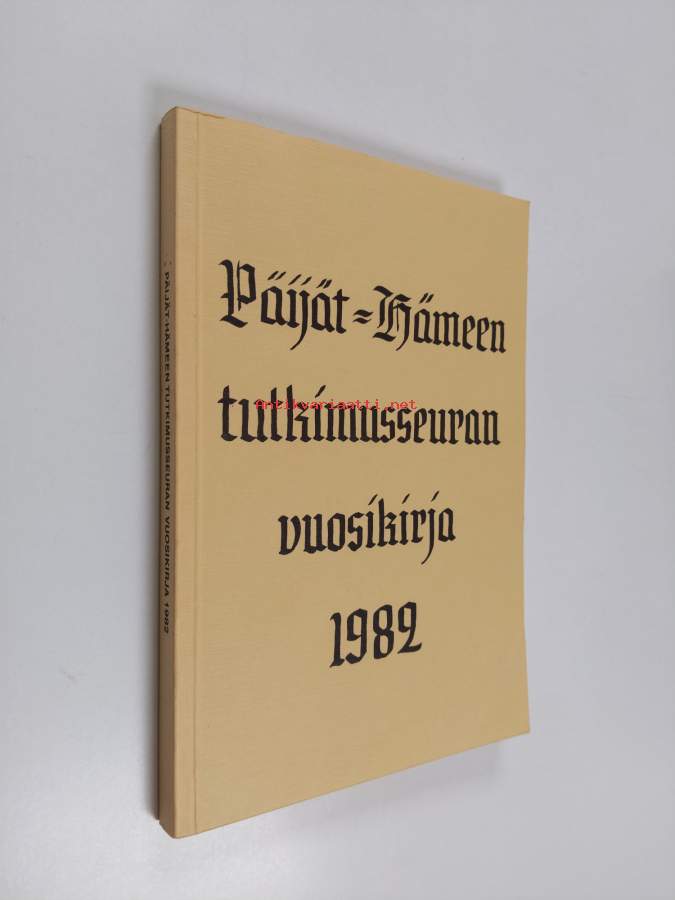 Päijät-Hämeen
tutkimusseuran
vuosikirja
1982
PÄIJÄT-HÄMEEN TUTKIMUSSEURAN VUOSIKIRJA 1982
Antikvariaatti.net